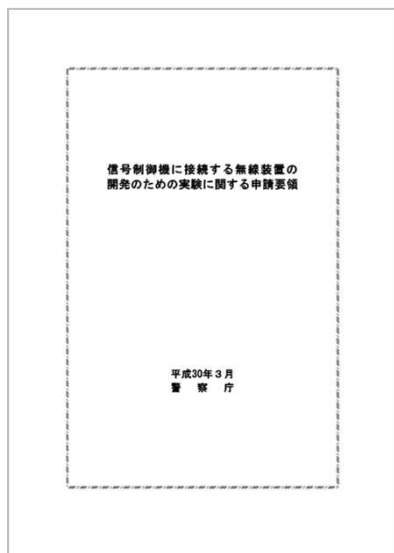 信号制御機に接続する無線装置の
開発のための実験に関する申請要領
平成30年3月
警察庁